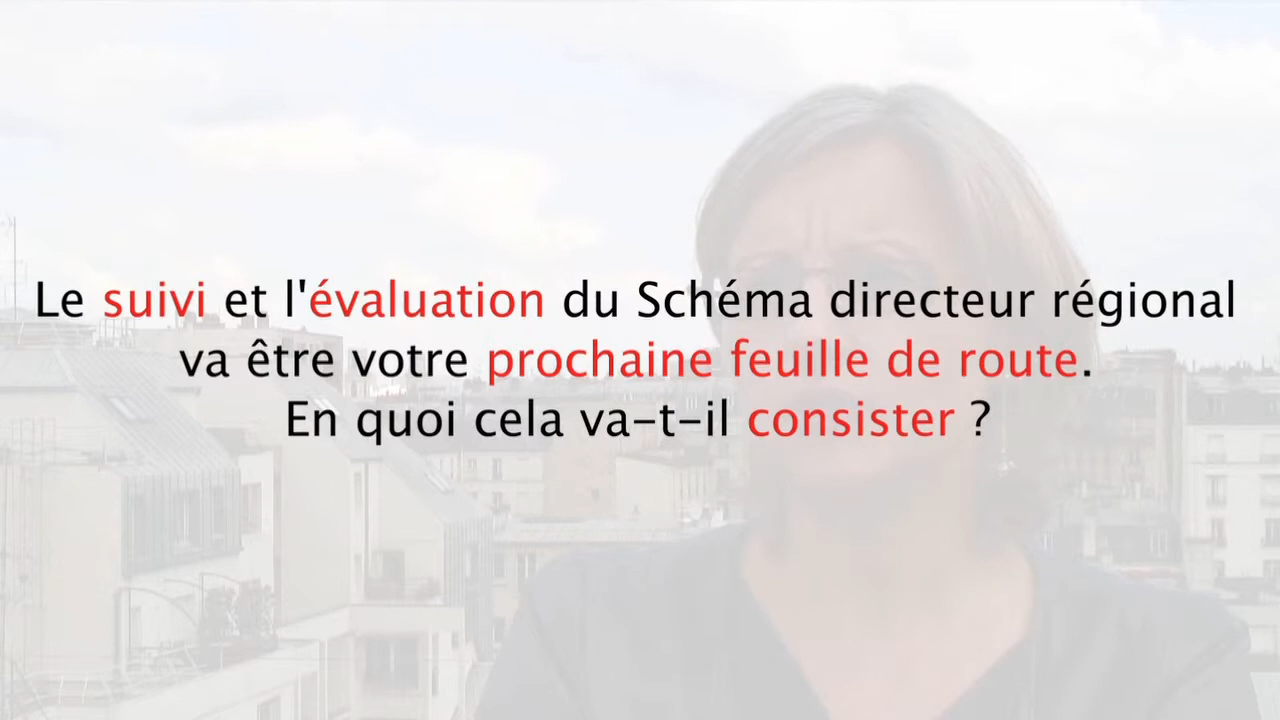 Le suivi et l'évaluation du Schéma directeur régional
va être votre prochaine feuille de route.
En quoi cela va-t-il consister ?